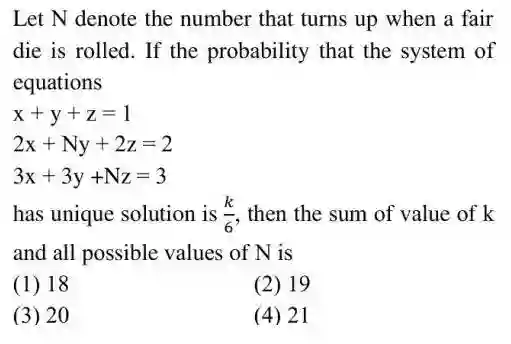 Let N denote the number that turns up when a fair
die is rolled. If the probability that the system of
equations
x + y + z = 1
2x + Ny + 2z = 2
3x + 3y +Nz = 3
has unique solution is k/6, then the sum of value of k
and all possible values of N is
(1) 18 (2) 19
(3) 20 (4) 21